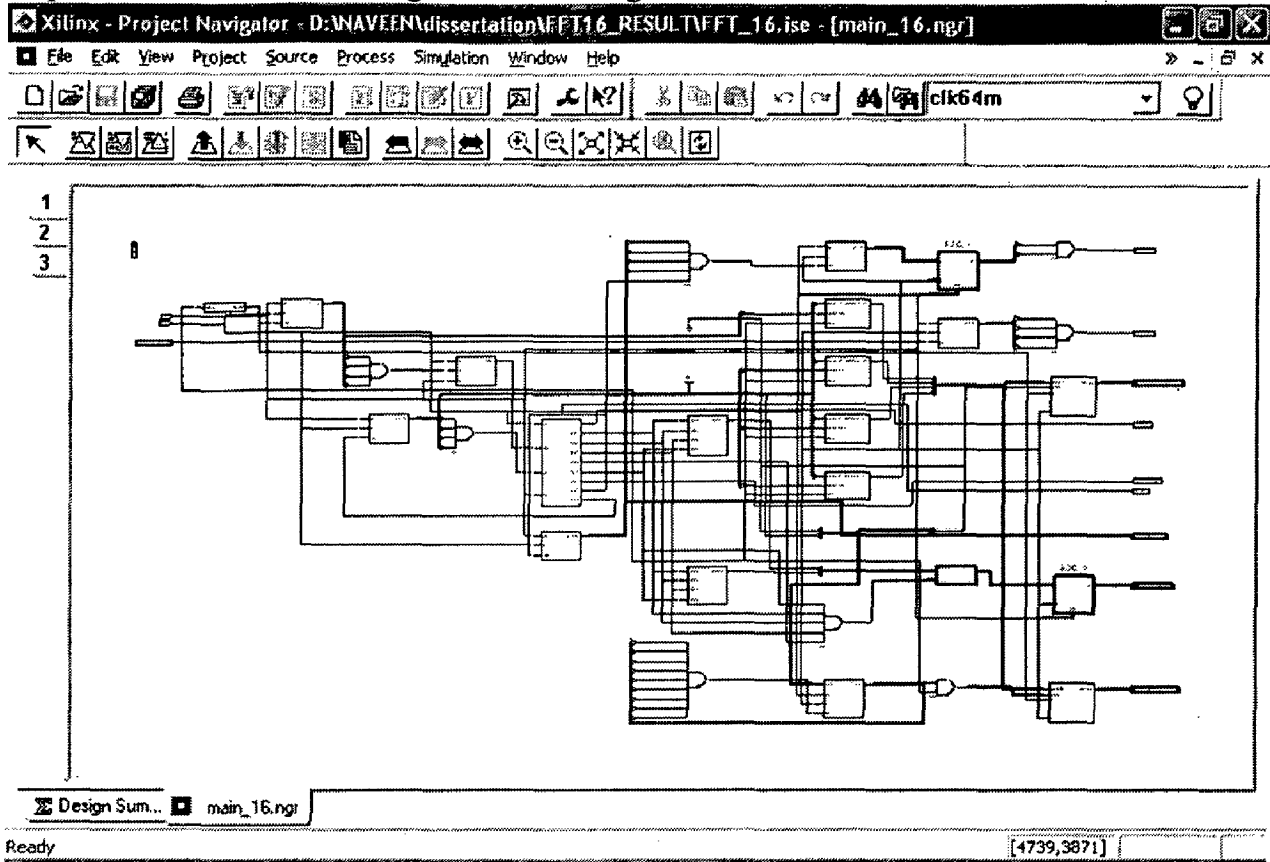 Xilinx - Project Navigator - D:\NAVEEN\dissertation\FFT16_RESULT\FFT_16.ise - [main_16.ngr]
File Edit View Project Source Process Simulation Window Help
clk64m
1
2
3
Design Sum... main_16.ngr
Ready [4739,3871]